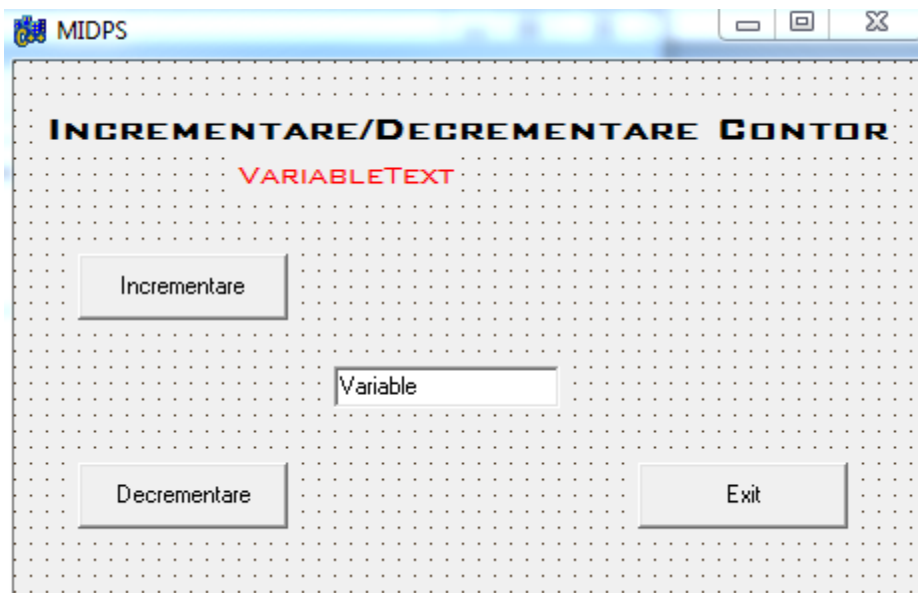 MIDPS
Incrementare/Decrementare Contor
VariableText
Incrementare
Variable
Decrementare
Exit